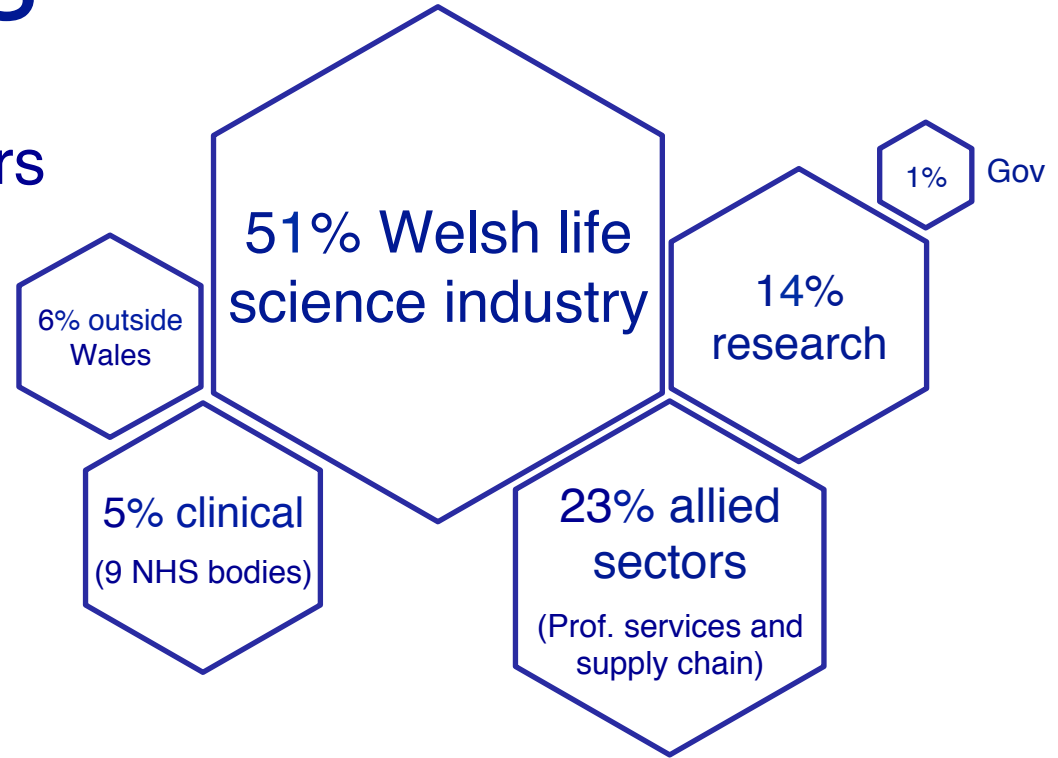 rs
51% Welsh life
science industry
1%
Gov
6% outside
Wales
14%
research
5% clinical
(9 NHS bodies)
23% allied
sectors
(Prof. services and
supply chain)